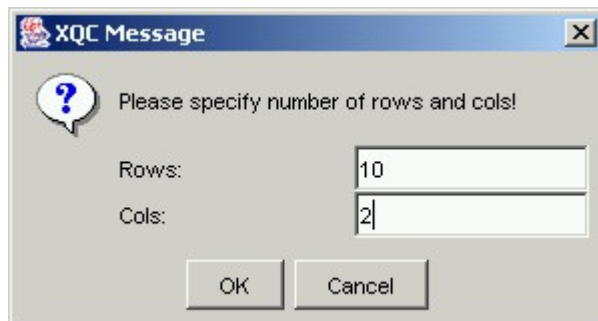 XQC Message
Please specify number of rows and cols!
Rows: 10
Cols: 2
OK Cancel